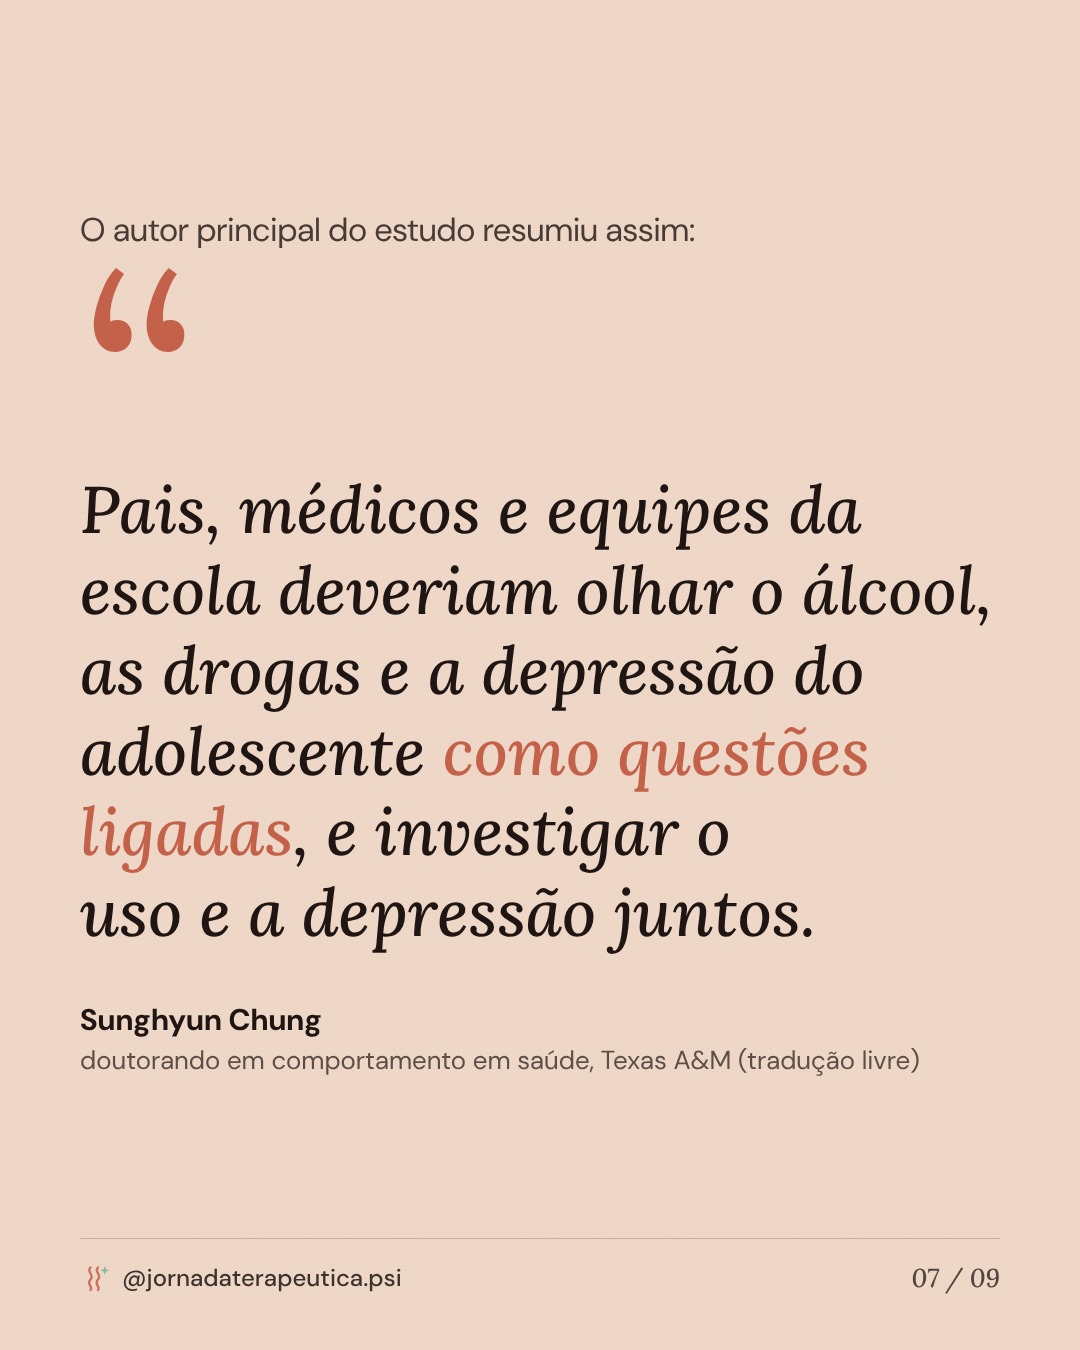 O autor principal do estudo resumiu assim:
“
Pais, médicos e equipes da
escola deveriam olhar o álcool,
as drogas e a depressão do
adolescente como questões
ligadas, e investigar o
uso e a depressão juntos.
Sunghyun Chung
doutorando em comportamento em saúde, Texas A&M (tradução livre)
@jornadaterapeutica.psi
07 / 09